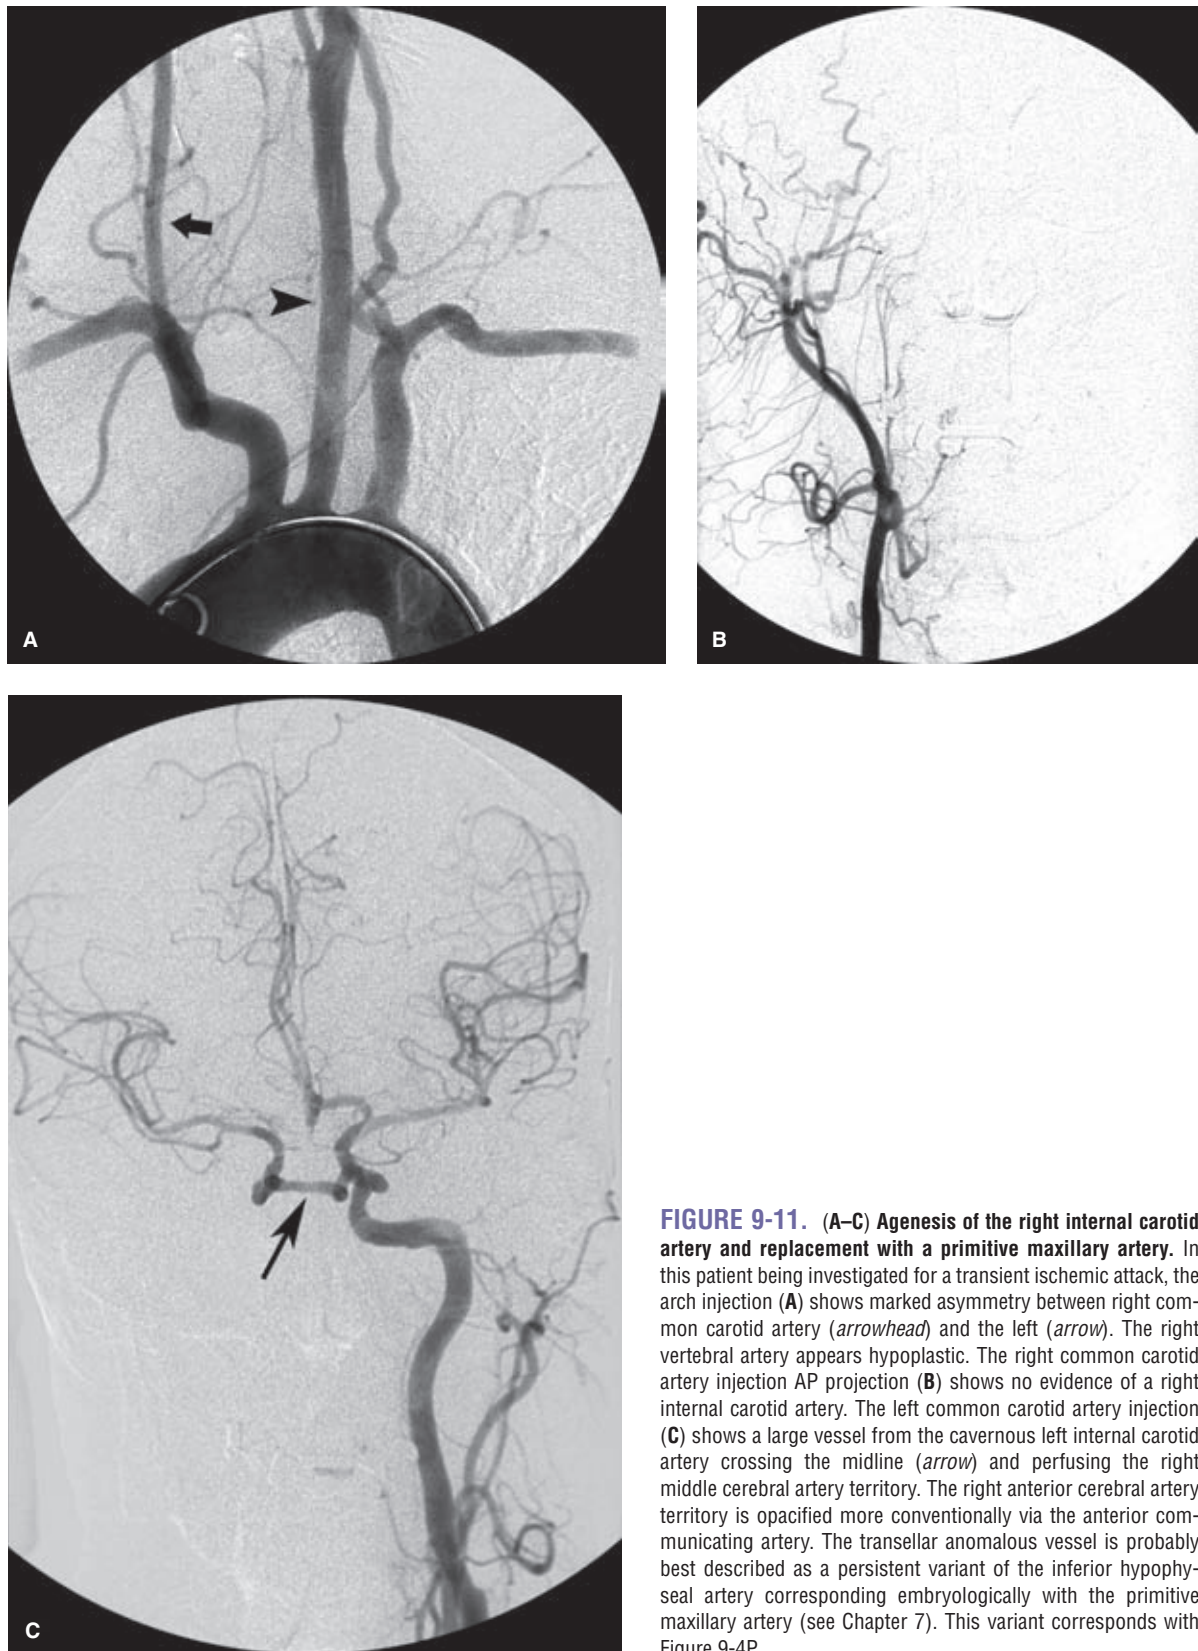 A
B
C
FIGURE 9-11. (A–C) Agenesis of the right internal carotid
artery and replacement with a primitive maxillary artery. In
this patient being investigated for a transient ischemic attack, the
arch injection (A) shows marked asymmetry between right com-
mon carotid artery (arrowhead) and the left (arrow). The right
vertebral artery appears hypoplastic. The right common carotid
artery injection AP projection (B) shows no evidence of a right
internal carotid artery. The left common carotid artery injection
(C) shows a large vessel from the cavernous left internal carotid
artery crossing the midline (arrow) and perfusing the right
middle cerebral artery territory. The right anterior cerebral artery
territory is opacified more conventionally via the anterior com-
municating artery. The transellar anomalous vessel is probably
best described as a persistent variant of the inferior hypophy-
seal artery corresponding embryologically with the primitive
maxillary artery (see Chapter 7). This variant corresponds with
Figure 9-4P